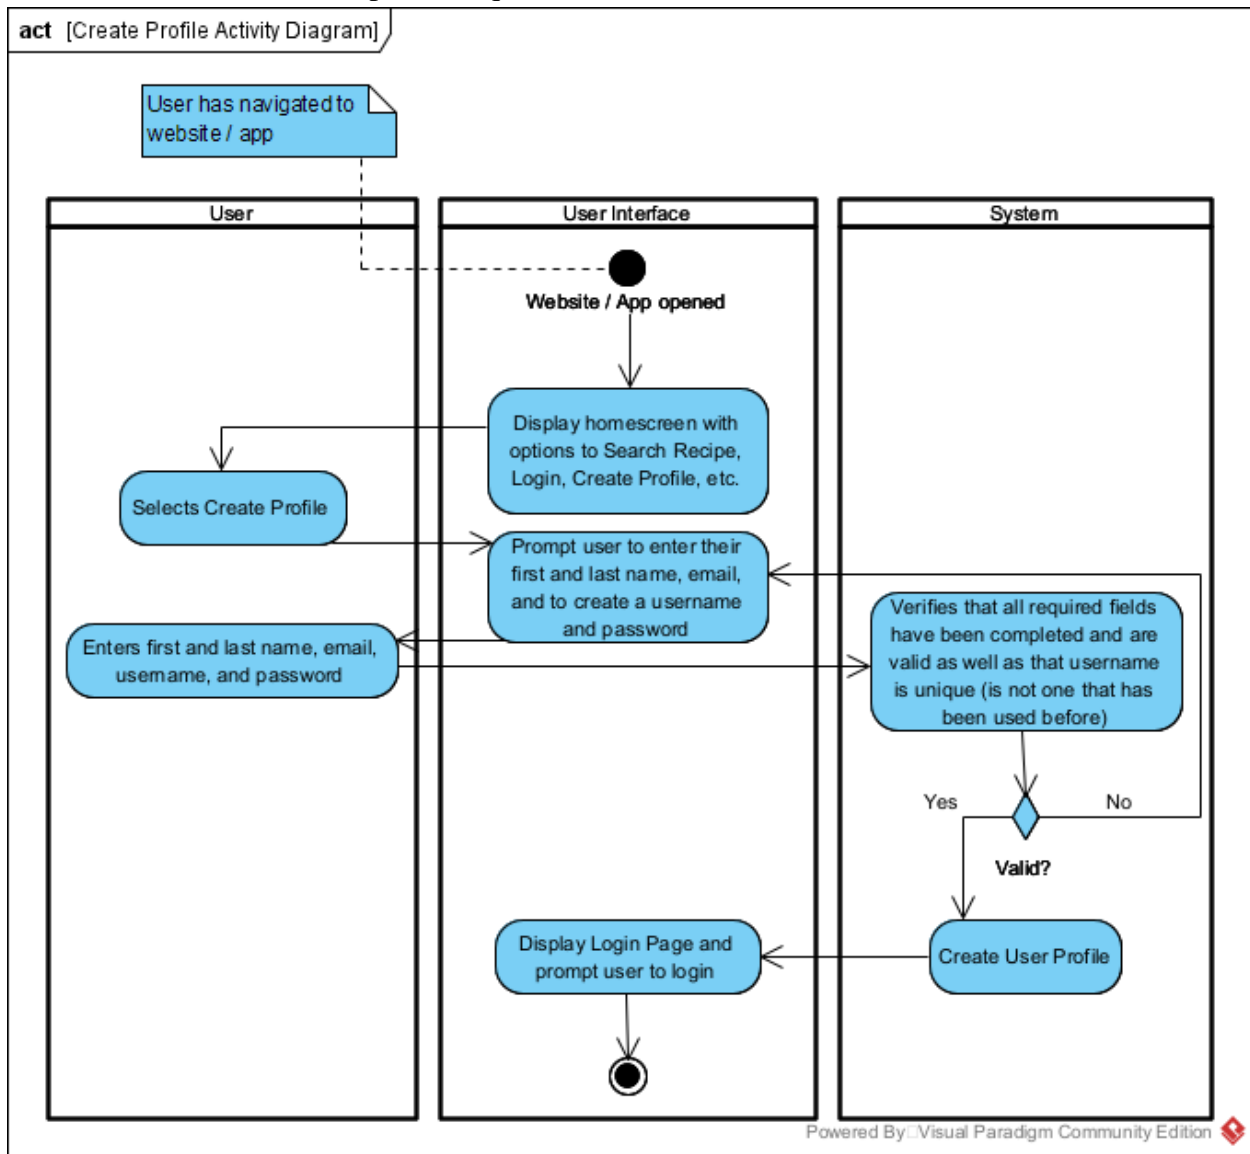 act [Create Profile Activity Diagram]
User has navigated to
website / app
User
User Interface
System
Website / App opened
Display homescreen with
options to Search Recipe,
Login, Create Profile, etc.
Selects Create Profile
Prompt user to enter their
first and last name, email,
and to create a username
and password
Enters first and last name, email,
username, and password
Verifies that all required fields
have been completed and are
valid as well as that username
is unique (is not one that has
been used before)
Yes
No
Valid?
Create User Profile
Display Login Page and
prompt user to login
Powered By Visual Paradigm Community Edition